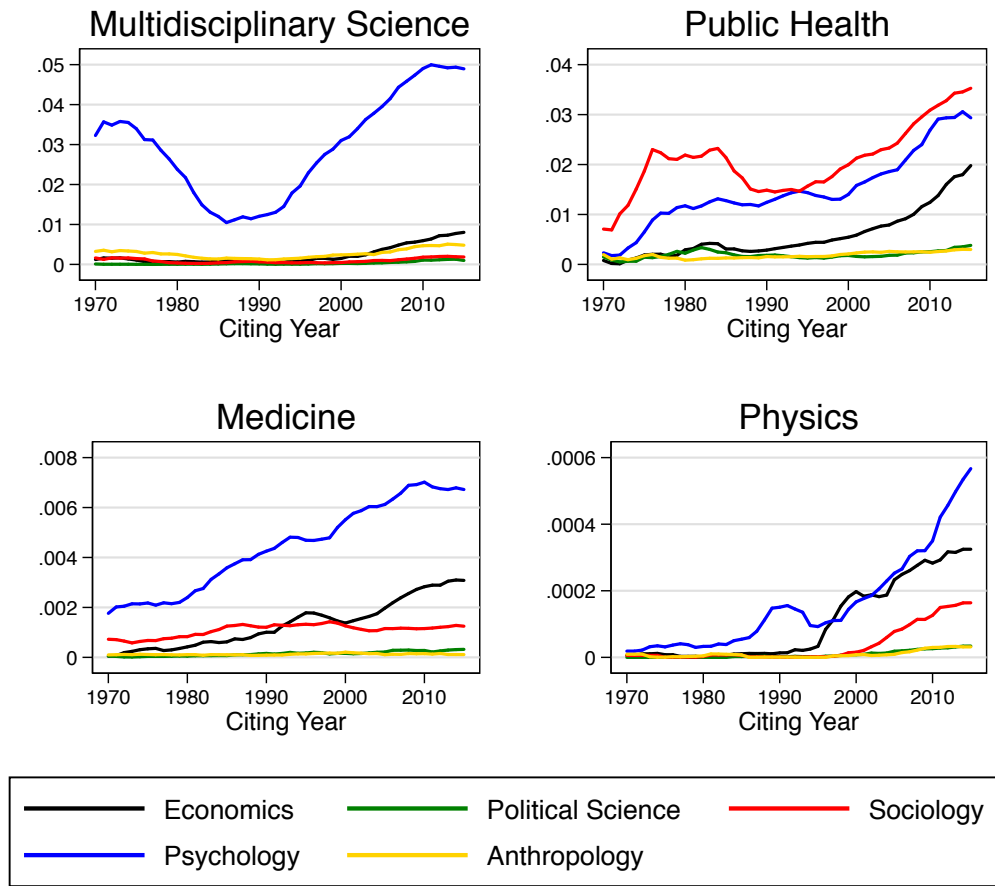 Multidisciplinary Science
.05
.04
.03
.02
.01
0
1970 1980 1990 2000 2010
Citing Year
Public Health
.04
.03
.02
.01
0
1970 1980 1990 2000 2010
Citing Year
Medicine
.008
.006
.004
.002
0
1970 1980 1990 2000 2010
Citing Year
Physics
.0006
.0004
.0002
0
1970 1980 1990 2000 2010
Citing Year
Economics Political Science Sociology
Psychology Anthropology